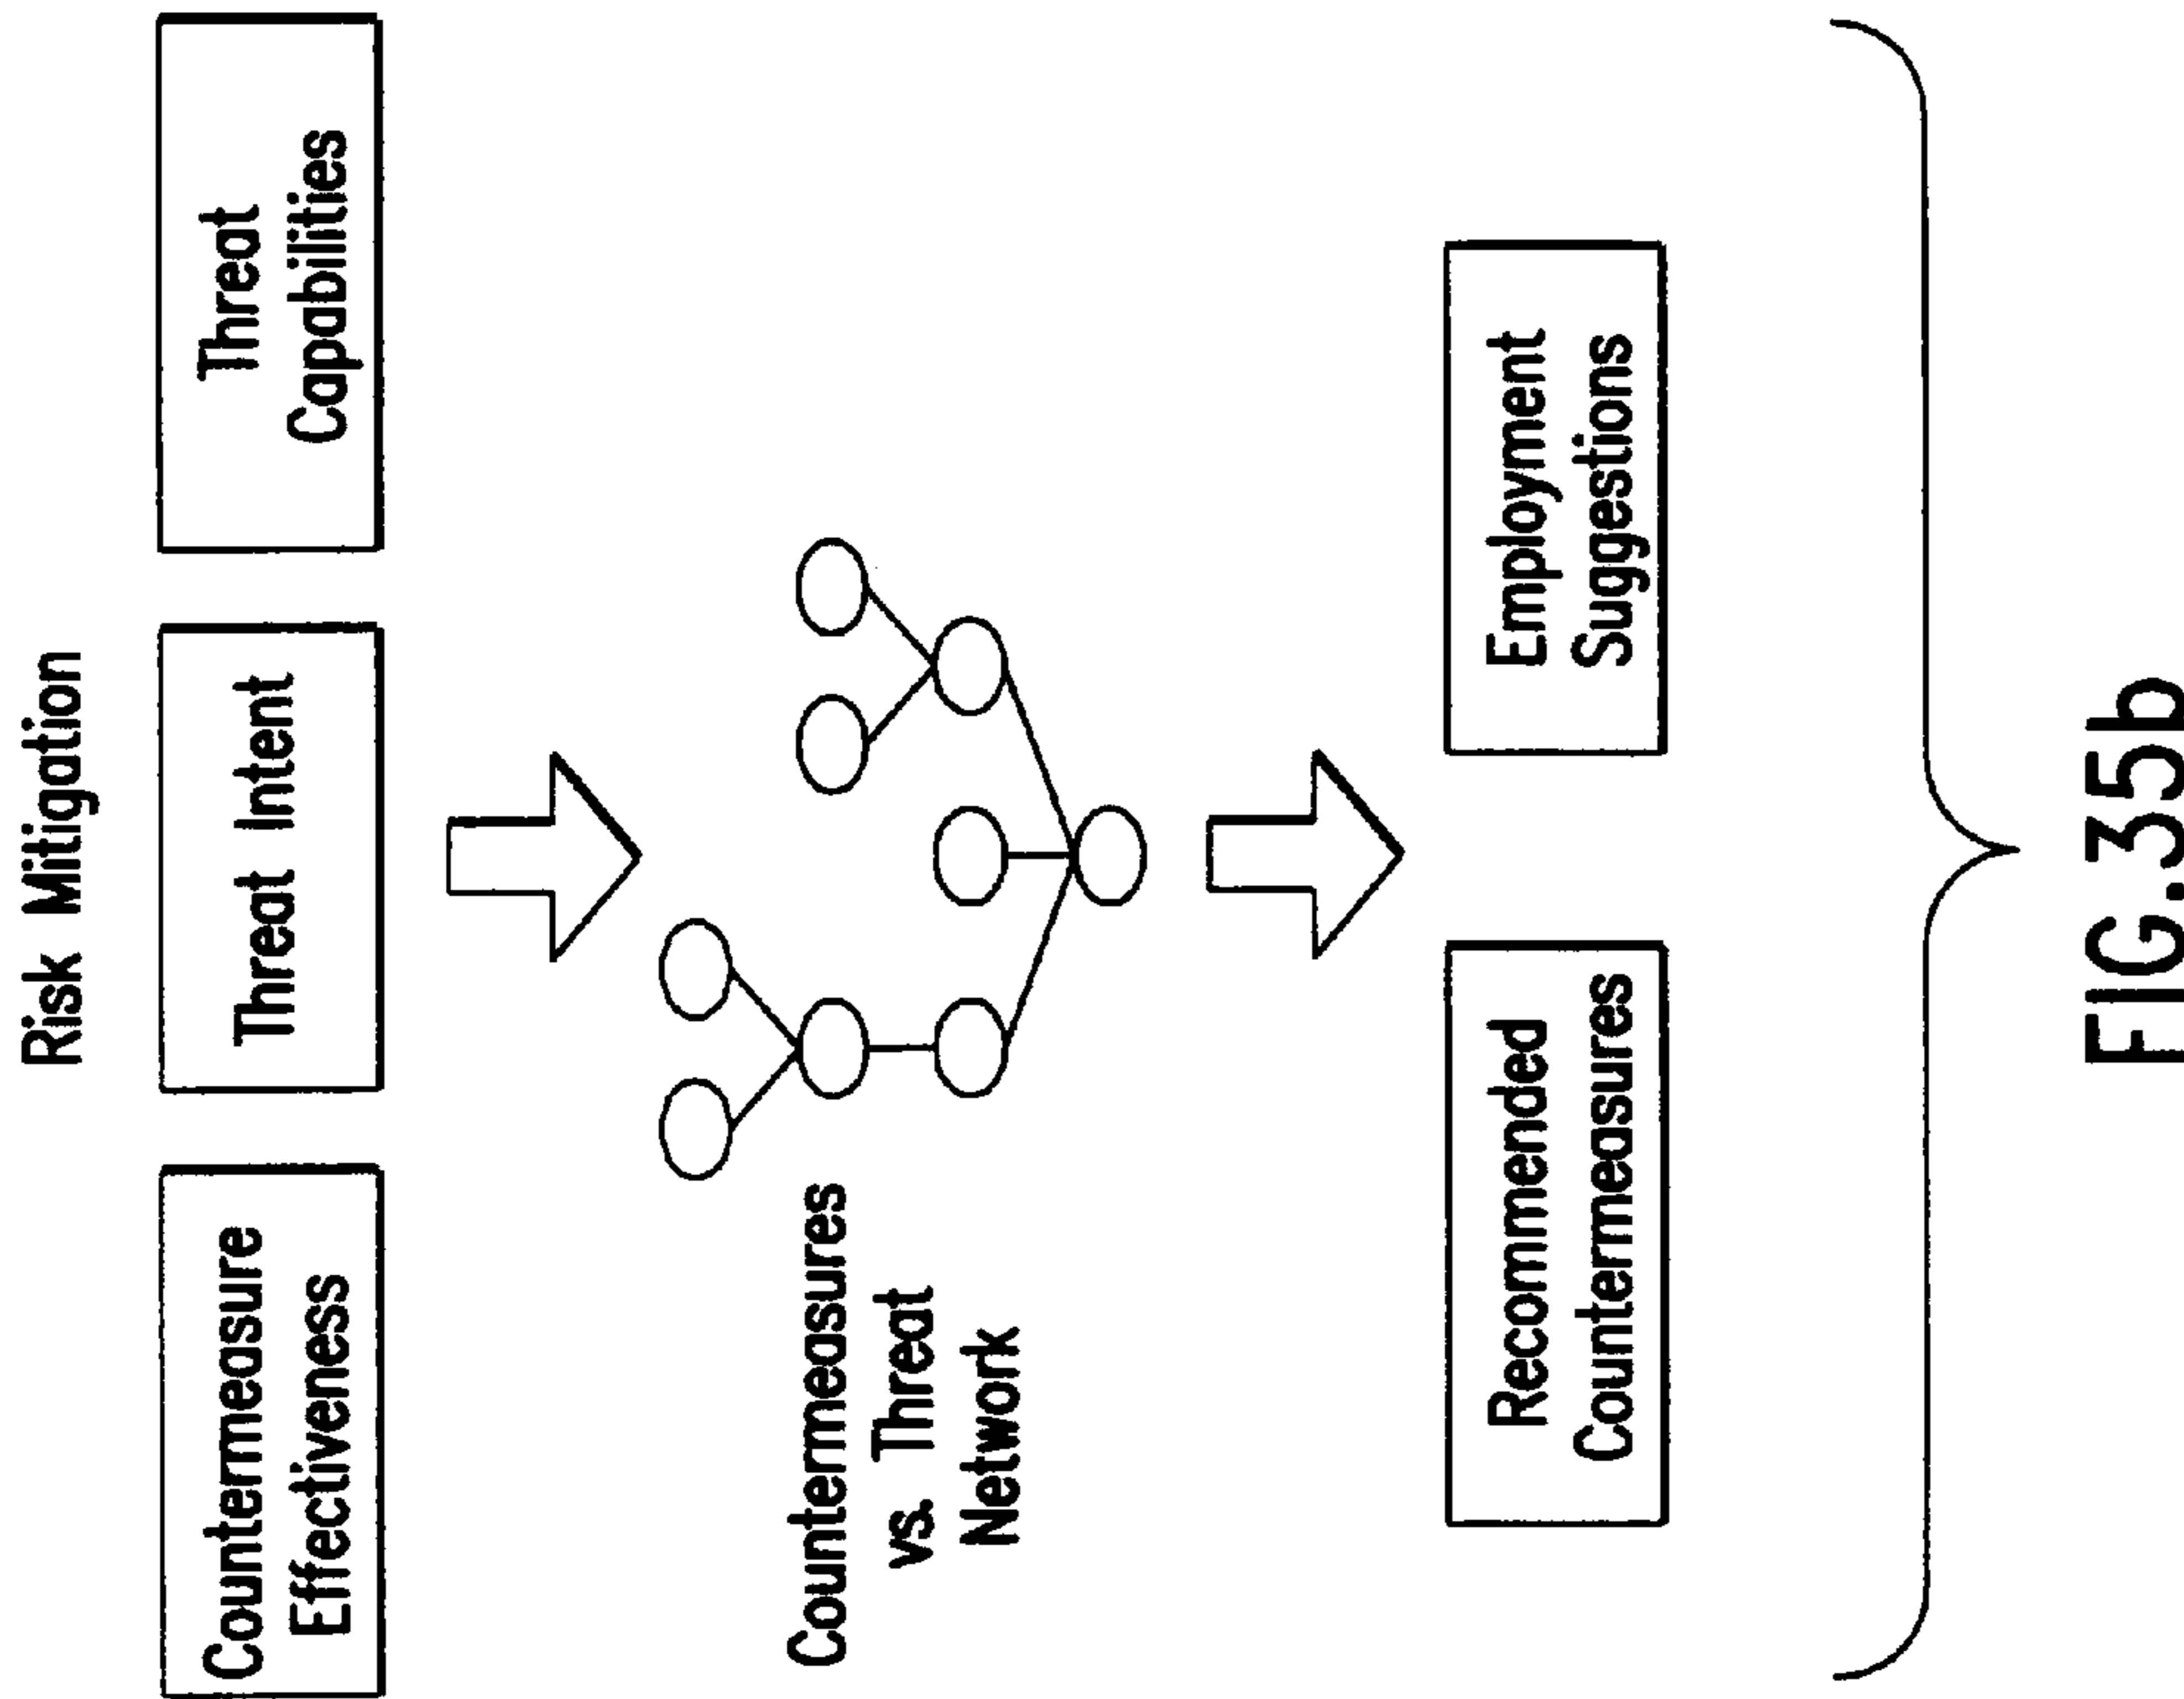 Risk Mitigation
Countermeasure
Effectiveness
Threat Intent
Threat
Capabilities
Countermeasures
vs. Threat
Network
Recommended
Countermeasures
Employment
Suggestions
FIG.35b